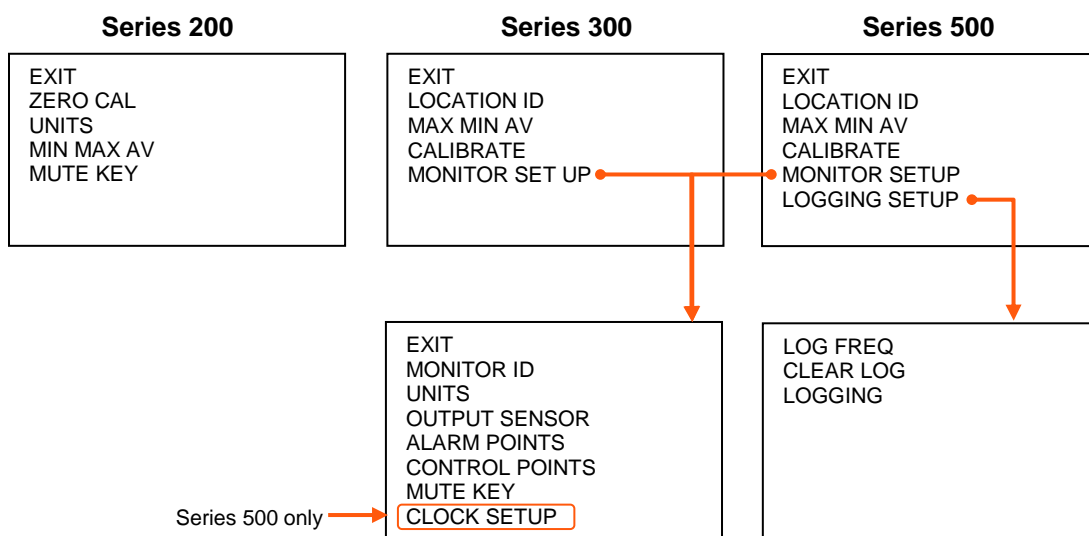 Series 200
EXIT
ZERO CAL
UNITS
MIN MAX AV
MUTE KEY
Series 300
EXIT
LOCATION ID
MAX MIN AV
CALIBRATE
MONITOR SET UP
Series 500
EXIT
LOCATION ID
MAX MIN AV
CALIBRATE
MONITOR SETUP
LOGGING SETUP
EXIT
MONITOR ID
UNITS
OUTPUT SENSOR
ALARM POINTS
CONTROL POINTS
MUTE KEY
Series 500 only
CLOCK SETUP
LOG FREQ
CLEAR LOG
LOGGING